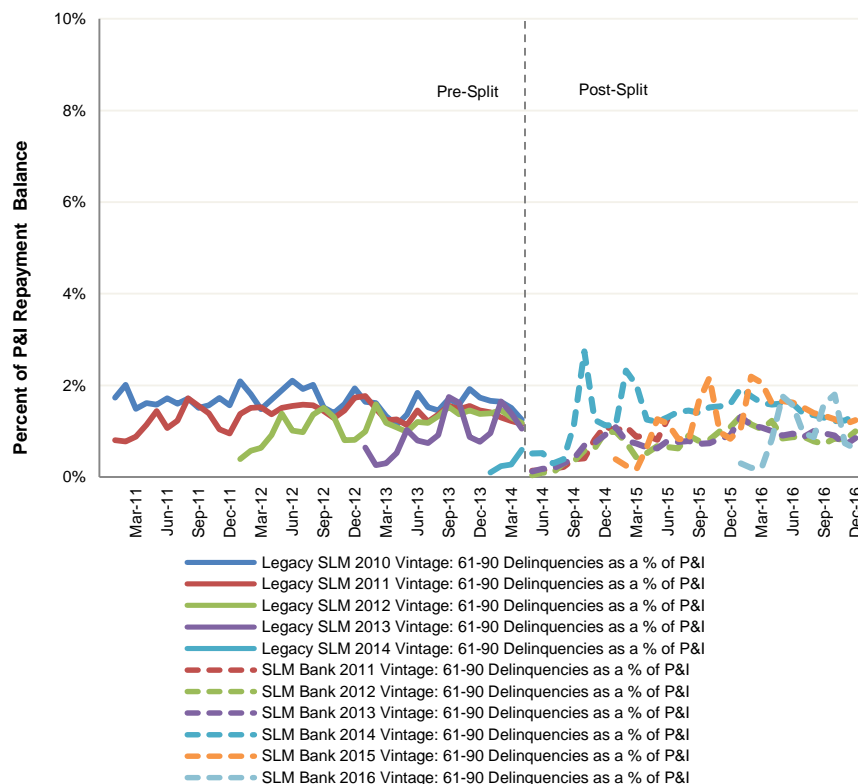 10%
8%
6%
4%
2%
0%
Percent of P&I Repayment Balance
Pre-Split
Post-Split
Mar-11
Jun-11
Sep-11
Dec-11
Mar-12
Jun-12
Sep-12
Dec-12
Mar-13
Jun-13
Sep-13
Dec-13
Mar-14
Jun-14
Sep-14
Dec-14
Mar-15
Jun-15
Sep-15
Dec-15
Mar-16
Jun-16
Sep-16
Dec-16
Legacy SLM 2010 Vintage: 61-90 Delinquencies as a % of P&I
Legacy SLM 2011 Vintage: 61-90 Delinquencies as a % of P&I
Legacy SLM 2012 Vintage: 61-90 Delinquencies as a % of P&I
Legacy SLM 2013 Vintage: 61-90 Delinquencies as a % of P&I
Legacy SLM 2014 Vintage: 61-90 Delinquencies as a % of P&I
SLM Bank 2011 Vintage: 61-90 Delinquencies as a % of P&I
SLM Bank 2012 Vintage: 61-90 Delinquencies as a % of P&I
SLM Bank 2013 Vintage: 61-90 Delinquencies as a % of P&I
SLM Bank 2014 Vintage: 61-90 Delinquencies as a % of P&I
SLM Bank 2015 Vintage: 61-90 Delinquencies as a % of P&I
SLM Bank 2016 Vintage: 61-90 Delinquencies as a % of P&I